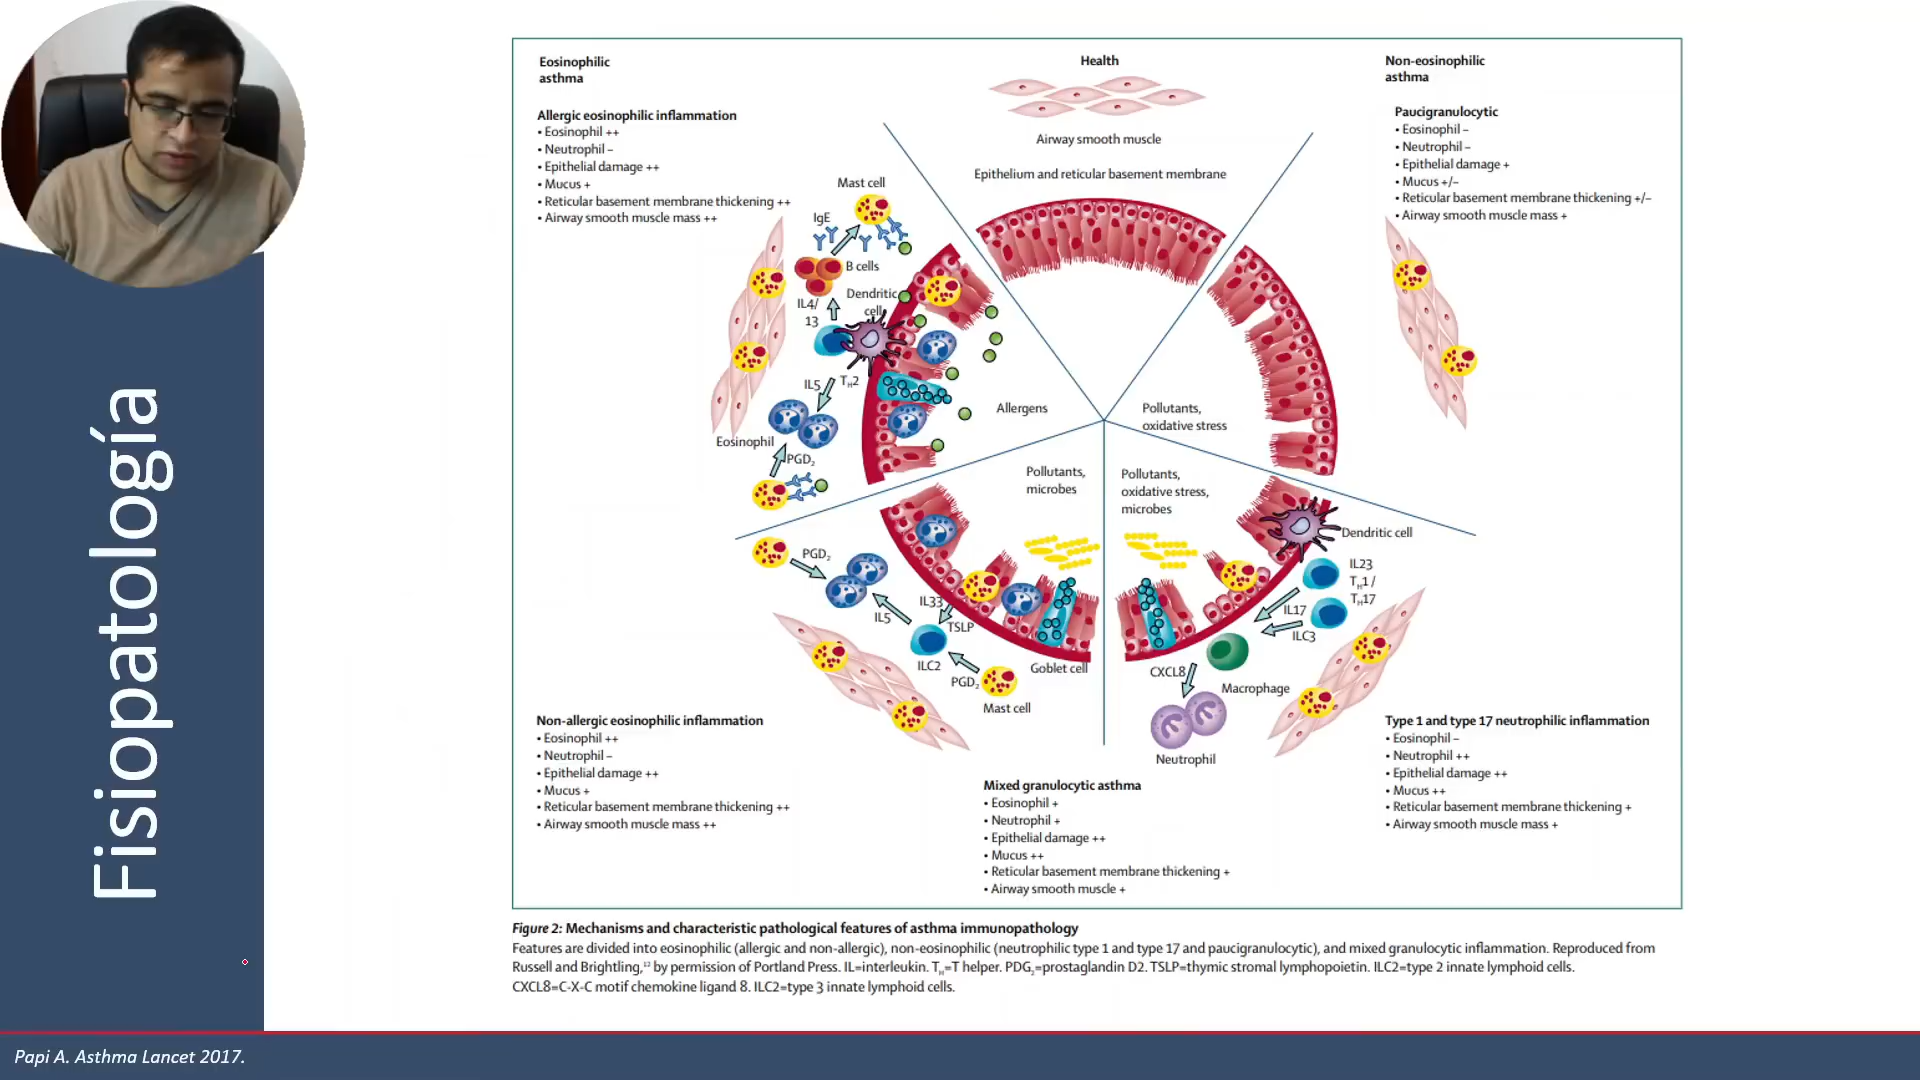 Fisiopatología
Eosinophilic
asthma
Allergic eosinophilic inflammation
• Eosinophil ++
• Neutrophil –
• Epithelial damage ++
• Mucus +
• Reticular basement membrane thickening ++
• Airway smooth muscle mass ++
Health
Airway smooth muscle
Epithelium and reticular basement membrane
Non-eosinophilic
asthma
Paucigranulocytic
• Eosinophil –
• Neutrophil –
• Epithelial damage +
• Mucus +/–
• Reticular basement membrane thickening +/–
• Airway smooth muscle mass +
Mast cell
IgE
B cells
IL4/
13
Dendritic
cell
IL5
TH2
Eosinophil
PGD2
Allergens
Pollutants,
oxidative stress
Pollutants,
microbes
Pollutants,
oxidative stress,
microbes
PGD2
IL5
IL33
TSLP
ILC2
PGD2
Mast cell
Goblet cell
Dendritic cell
IL23
TH1 /
TH17
IL17
ILC3
CXCL8
Macrophage
Neutrophil
Non-allergic eosinophilic inflammation
• Eosinophil ++
• Neutrophil –
• Epithelial damage ++
• Mucus +
• Reticular basement membrane thickening ++
• Airway smooth muscle mass ++
Mixed granulocytic asthma
• Eosinophil +
• Neutrophil +
• Epithelial damage ++
• Mucus ++
• Reticular basement membrane thickening +
• Airway smooth muscle +
Type 1 and type 17 neutrophilic inflammation
• Eosinophil –
• Neutrophil ++
• Epithelial damage ++
• Mucus ++
• Reticular basement membrane thickening +
• Airway smooth muscle mass +
Figure 2: Mechanisms and characteristic pathological features of asthma immunopathology
Features are divided into eosinophilic (allergic and non-allergic), non-eosinophilic (neutrophilic type 1 and type 17 and paucigranulocytic), and mixed granulocytic inflammation. Reproduced from
Russell and Brightling,¹² by permission of Portland Press. IL=interleukin. TH=T helper. PDG2=prostaglandin D2. TSLP=thymic stromal lymphopoietin. ILC2=type 2 innate lymphoid cells.
CXCL8=C-X-C motif chemokine ligand 8. ILC2=type 3 innate lymphoid cells.
Papi A. Asthma Lancet 2017.